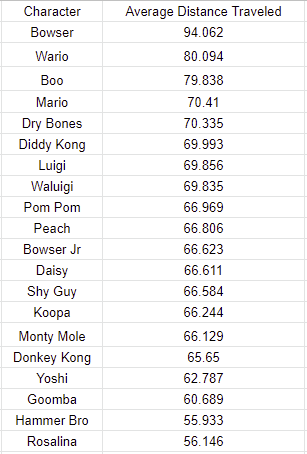 Character Average Distance Traveled
Bowser 94.062
Wario 80.094
Boo 79.838
Mario 70.41
Dry Bones 70.335
Diddy Kong 69.993
Luigi 69.856
Waluigi 69.835
Pom Pom 66.969
Peach 66.806
Bowser Jr 66.623
Daisy 66.611
Shy Guy 66.584
Koopa 66.244
Monty Mole 66.129
Donkey Kong 65.65
Yoshi 62.787
Goomba 60.689
Hammer Bro 55.933
Rosalina 56.146